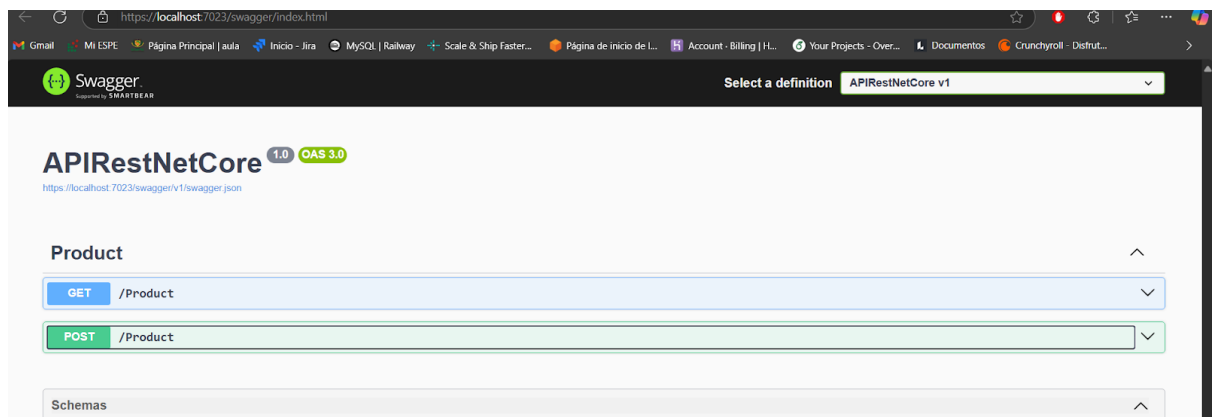 https://localhost:7023/swagger/index.html
Gmail Mi ESPE Página Principal | aula Inicio - Jira MySQL | Railway Scale & Ship Faster... Página de inicio de l... Account - Billing | H... Your Projects - Over... Documentos Crunchyroll - Disfrut...
Swagger. Select a definition APIRestNetCore v1
Supported by SMARTBEAR
APIRestNetCore 1.0 OAS 3.0
https://localhost:7023/swagger/v1/swagger.json
Product
GET /Product
POST /Product
Schemas